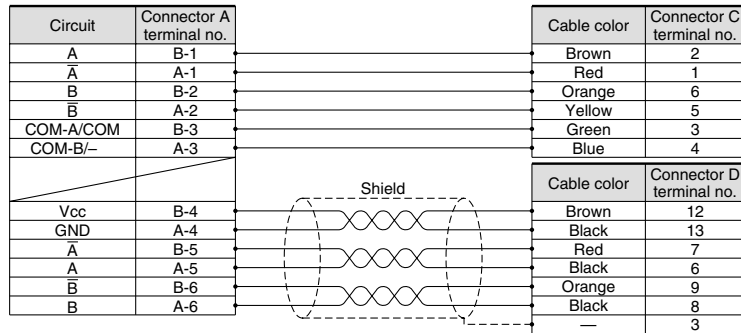 Circuit Connector A terminal no. Cable color Connector C terminal no.
A B-1 Brown 2
A̅ A-1 Red 1
B B-2 Orange 6
B̅ A-2 Yellow 5
COM-A/COM B-3 Green 3
COM-B/– A-3 Blue 4
Shield Cable color Connector D terminal no.
Vcc B-4 Brown 12
GND A-4 Black 13
A̅ B-5 Red 7
A A-5 Black 6
B̅ B-6 Orange 9
B A-6 Black 8
— 3